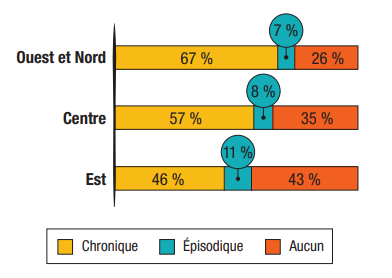 7 %
Ouest et Nord 67 % 26 %
8 %
Centre 57 % 35 %
11 %
Est 46 % 43 %
Chronique Épisodique Aucun